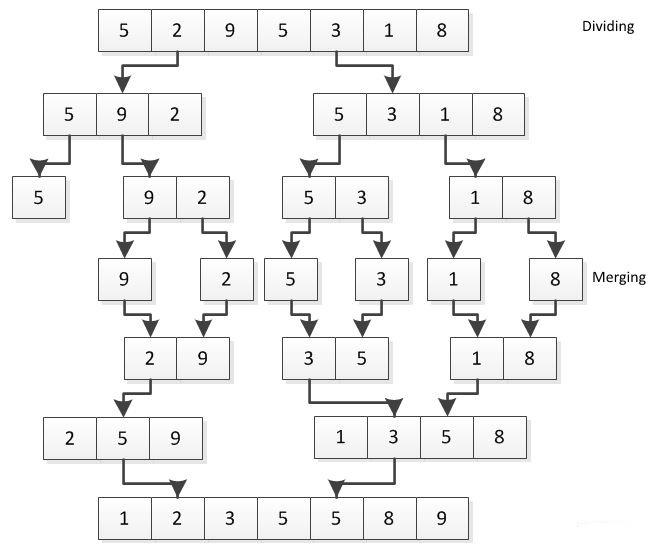 5 2 9 5 3 1 8 Dividing
5 9 2 5 3 1 8
5 9 2 5 3 1 8
9 2 5 3 1 8 Merging
2 9 3 5 1 8
2 5 9 1 3 5 8
1 2 3 5 5 8 9